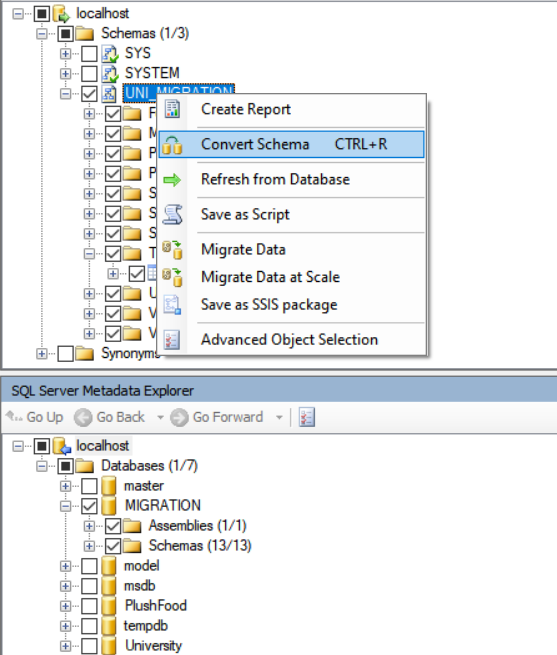 localhost
Schemas (1/3)
SYS
SYSTEM
UNI_MIGRATION
F
Create Report
M
P
Convert Schema CTRL+R
P
Refresh from Database
S
S
Save as Script
S
T
Migrate Data
Migrate Data at Scale
U
Save as SSIS package
V
V
Advanced Object Selection
Synonyms
SQL Server Metadata Explorer
Go Up Go Back Go Forward
localhost
Databases (1/7)
master
MIGRATION
Assemblies (1/1)
Schemas (13/13)
model
msdb
PlushFood
tempdb
University